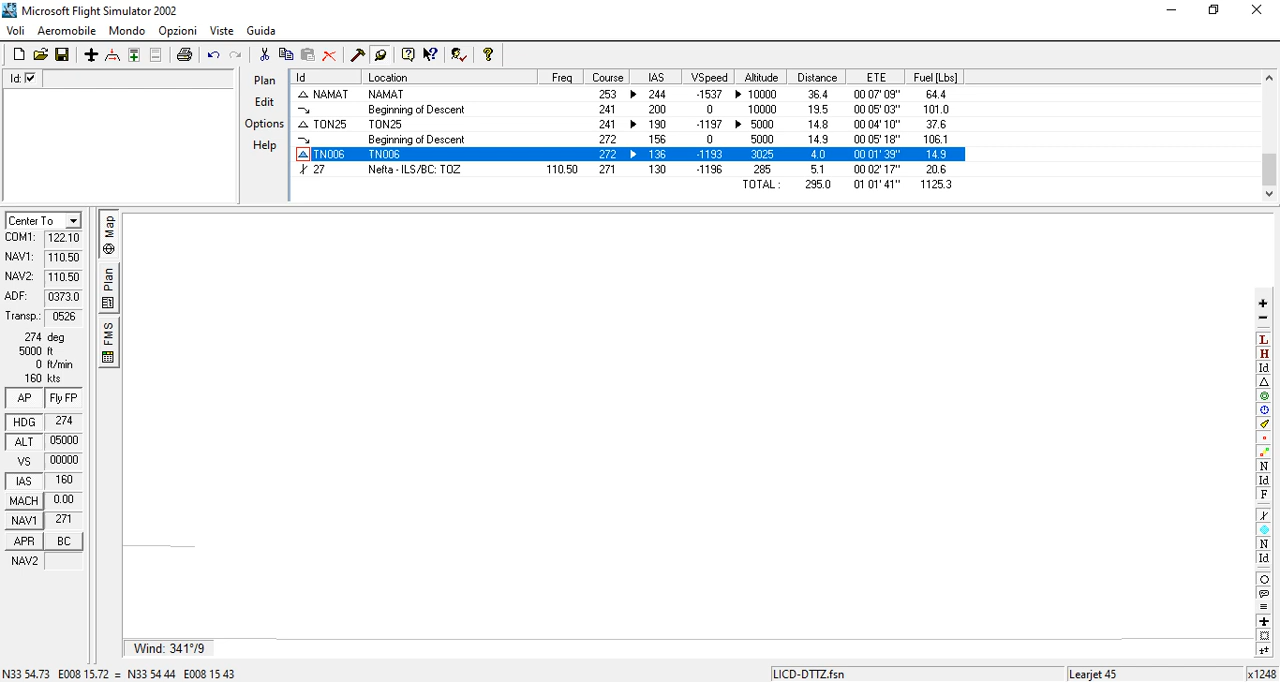 Microsoft Flight Simulator 2002
Voli Aeromobile Mondo Opzioni Viste Guida
Id:
Plan
Edit
Options
Help
Id Location Freq Course IAS VSpeed Altitude Distance ETE Fuel [Lbs]
NAMAT NAMAT 253 244 -1537 10000 36.4 00 07' 09'' 64.4
Beginning of Descent 241 200 0 10000 19.5 00 05' 03'' 101.0
TON25 TON25 241 190 -1197 5000 14.8 00 04' 10'' 37.6
Beginning of Descent 272 156 0 5000 14.9 00 05' 18'' 106.1
TN006 TN006 272 136 -1193 3025 4.0 00 01' 39'' 14.9
27 Nefta - ILS/BC: TOZ 110.50 271 130 -1196 285 5.1 00 02' 17'' 20.6
TOTAL : 295.0 01 01' 41'' 1125.3
Center To
COM1: 122.10
NAV1: 110.50
NAV2: 110.50
ADF: 0373.0
Transp.: 0526
274 deg
5000 ft
0 ft/min
160 kts
AP Fly FP
HDG 274
ALT 05000
VS 00000
IAS 160
MACH 0.00
NAV1 271
APR BC
NAV2
Map
Plan
FMS
L
H
Id
N
Id
F
N
Id
Wind: 341°/9
N33 54.73 E008 15.72 = N33 54 44 E008 15 43
LICD-DTTZ.fsn
Learjet 45
x1248